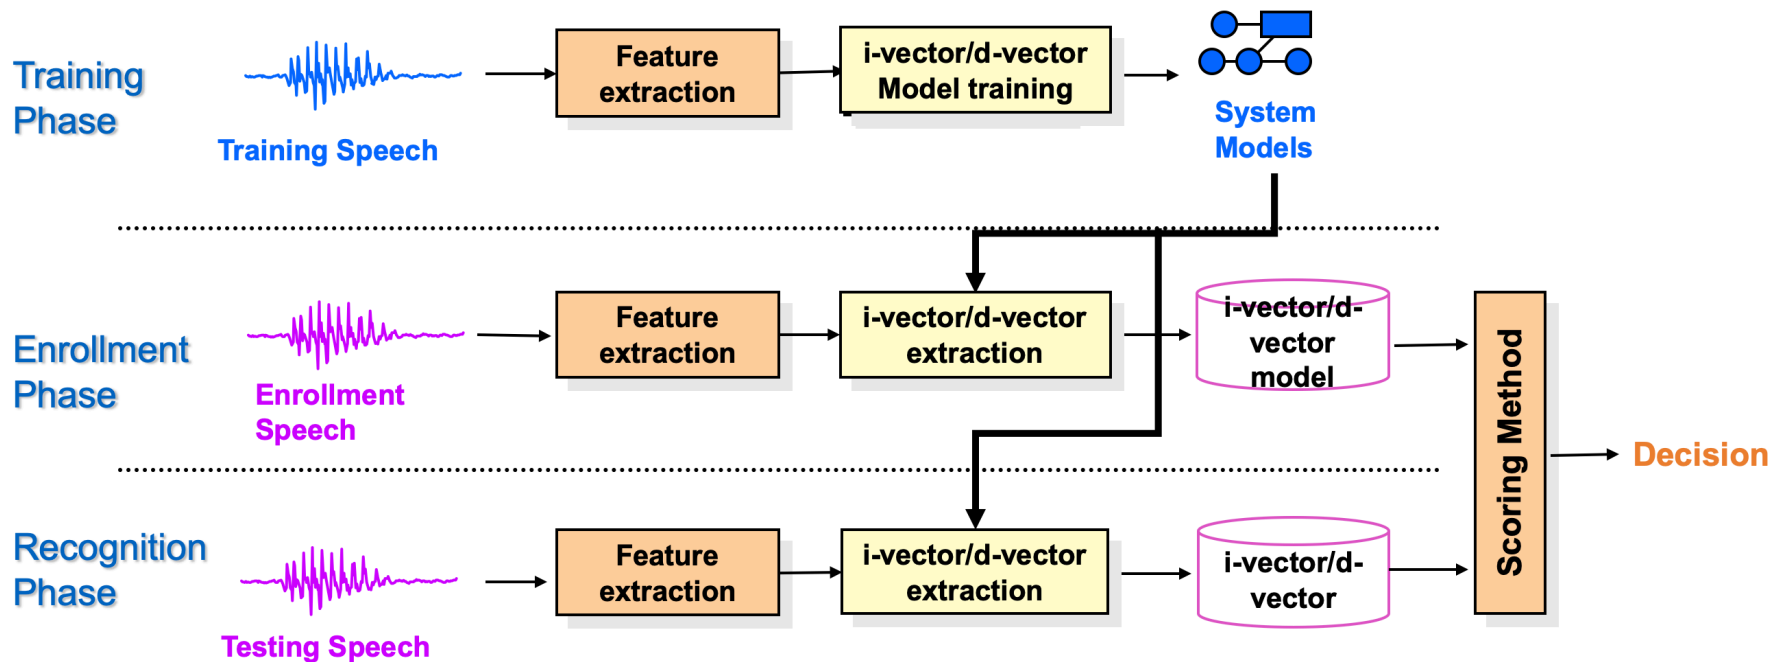 Training
Phase
Training Speech
Feature
extraction
i-vector/d-vector
Model training
System
Models
Enrollment
Phase
Enrollment
Speech
Feature
extraction
i-vector/d-vector
extraction
i-vector/d-
vector
model
Scoring Method
Decision
Recognition
Phase
Testing Speech
Feature
extraction
i-vector/d-vector
extraction
i-vector/d-
vector